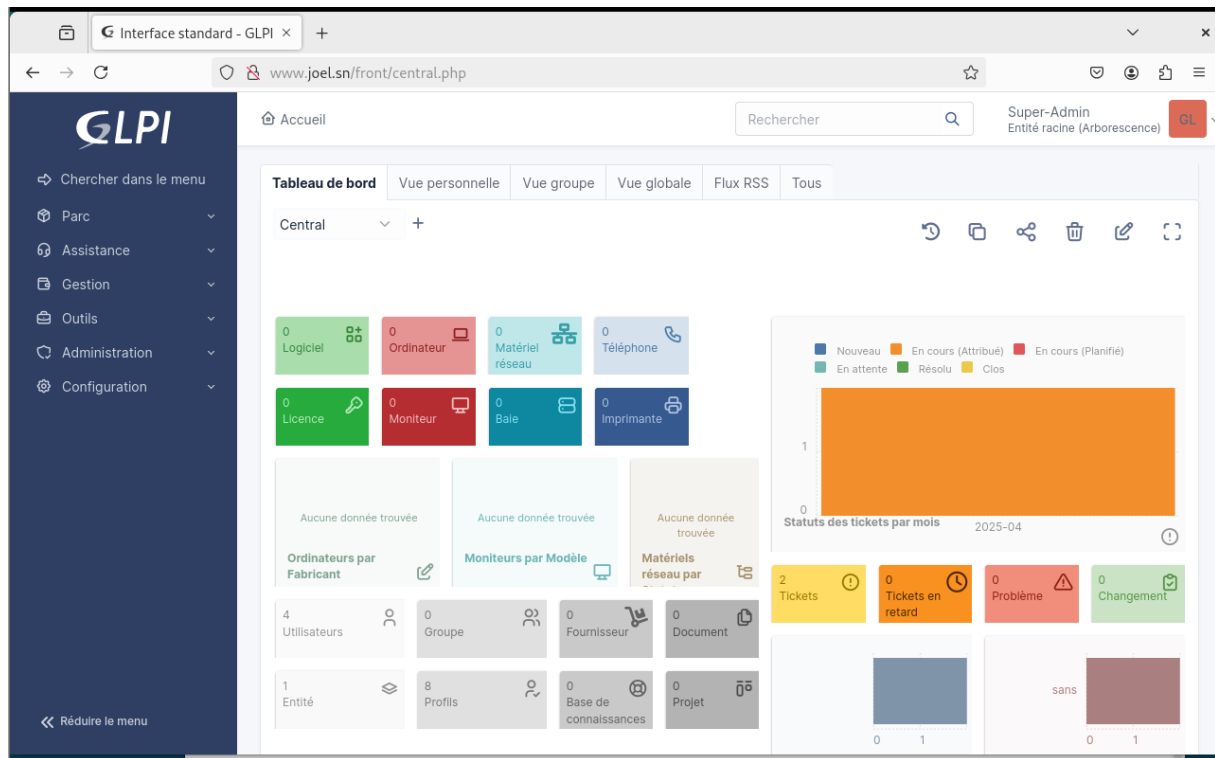 Interface standard - GLPI ×
+
www.joel.sn/front/central.php
GLPI
Accueil
Rechercher
Super-Admin
Entité racine (Arborescence)
GL
Chercher dans le menu
Parc
Assistance
Gestion
Outils
Administration
Configuration
Réduire le menu
Tableau de bord
Vue personnelle
Vue groupe
Vue globale
Flux RSS
Tous
Central
+
0
Logiciel
0
Ordinateur
0
Matériel
réseau
0
Téléphone
0
Licence
0
Moniteur
0
Baie
0
Imprimante
Aucune donnée trouvée
Ordinateurs par
Fabricant
Aucune donnée trouvée
Moniteurs par Modèle
Aucune donnée
trouvée
Matériels
réseau par
4
Utilisateurs
0
Groupe
0
Fournisseur
0
Document
1
Entité
8
Profils
0
Base de
connaissances
0
Projet
Nouveau En cours (Attribué) En cours (Planifié)
En attente Résolu Clos
1
0
2025-04
Statuts des tickets par mois
2
Tickets
0
Tickets en
retard
0
Problème
0
Changement
0 1
sans
0 1